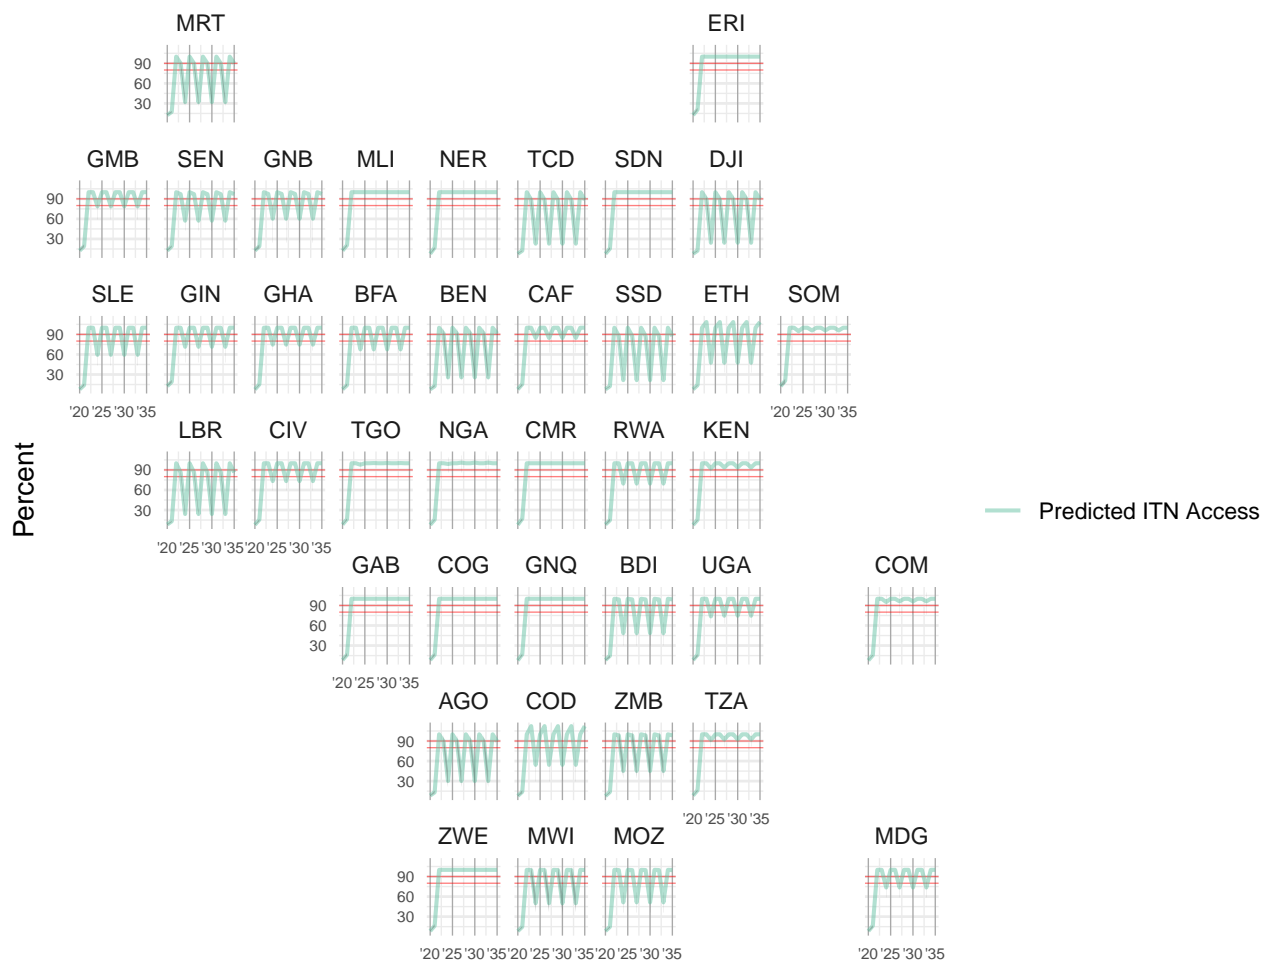 MRT ERI
90
60
30
GMB SEN GNB MLI NER TCD SDN DJI
90
60
30
SLE GIN GHA BFA BEN CAF SSD ETH SOM
90
60
30
'20 '25 '30 '35 '20 '25 '30 '35
LBR CIV TGO NGA CMR RWA KEN
90
60
30
'20 '25 '30 '35 '20 '25 '30 '35
GAB COG GNQ BDI UGA COM
90
60
30
'20 '25 '30 '35
AGO COD ZMB TZA
90
60
30
'20 '25 '30 '35
ZWE MWI MOZ MDG
90
60
30
'20 '25 '30 '35 '20 '25 '30 '35 '20 '25 '30 '35 '20 '25 '30 '35
Percent
Predicted ITN Access